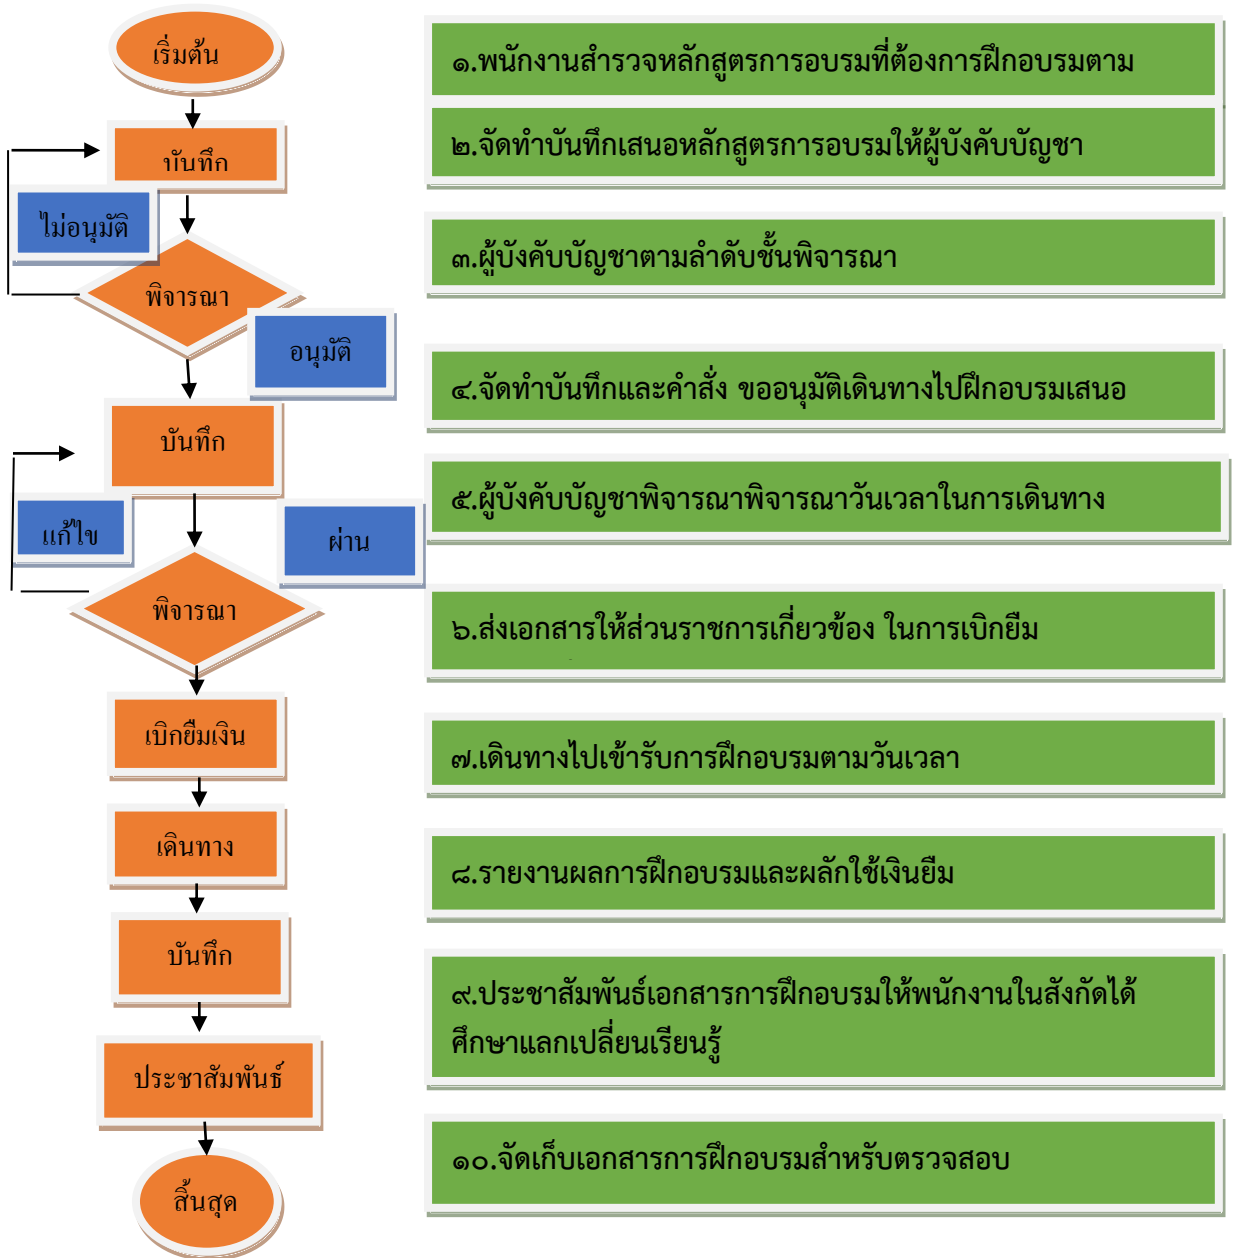 เริ่มต้น
๑.พนักงานสำรวจหลักสูตรการอบรมที่ต้องการฝึกอบรมตาม
บันทึก
๒.จัดทำบันทึกเสนอหลักสูตรการอบรมให้ผู้บังคับบัญชา
ไม่อนุมัติ
พิจารณา
๓.ผู้บังคับบัญชาตามลำดับชั้นพิจารณา
อนุมัติ
๔.จัดทำบันทึกและคำสั่ง ขออนุมัติเดินทางไปฝึกอบรมเสนอ
บันทึก
๕.ผู้บังคับบัญชาพิจารณาพิจารณาวันเวลาในการเดินทาง
แก้ไข
ผ่าน
พิจารณา
๖.ส่งเอกสารให้ส่วนราชการเกี่ยวข้อง ในการเบิกยืม
เบิกยืมเงิน
๗.เดินทางไปเข้ารับการฝึกอบรมตามวันเวลา
เดินทาง
๘.รายงานผลการฝึกอบรมและผลักใช้เงินยืม
บันทึก
๙.ประชาสัมพันธ์เอกสารการฝึกอบรมให้พนักงานในสังกัดได้
ศึกษาแลกเปลี่ยนเรียนรู้
ประชาสัมพันธ์
๑๐.จัดเก็บเอกสารการฝึกอบรมสำหรับตรวจสอบ
สิ้นสุด